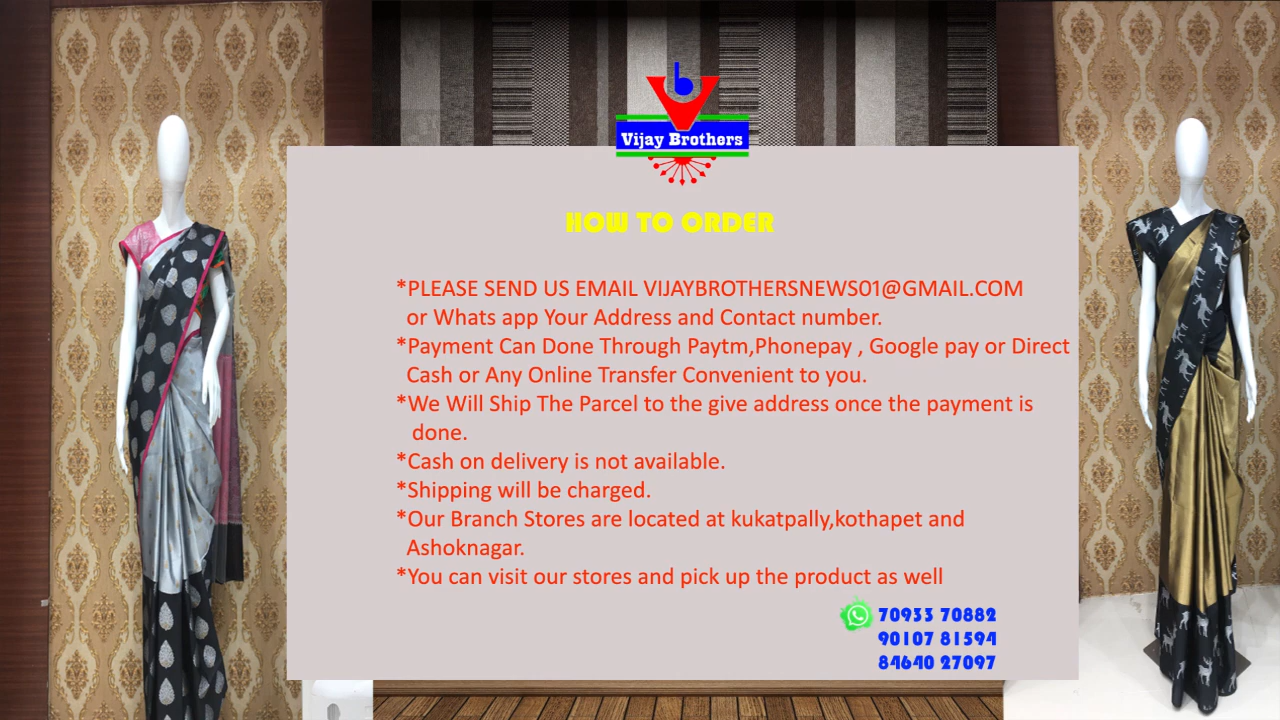 b
Vijay Brothers
HOW TO ORDER
*PLEASE SEND US EMAIL VIJAYBROTHERSNEWS01@GMAIL.COM
or Whats app Your Address and Contact number.
*Payment Can Done Through Paytm,Phonepay , Google pay or Direct
Cash or Any Online Transfer Convenient to you.
*We Will Ship The Parcel to the give address once the payment is
done.
*Cash on delivery is not available.
*Shipping will be charged.
*Our Branch Stores are located at kukatpally,kothapet and
Ashoknagar.
*You can visit our stores and pick up the product as well
70933 70882
90107 81594
84640 27097